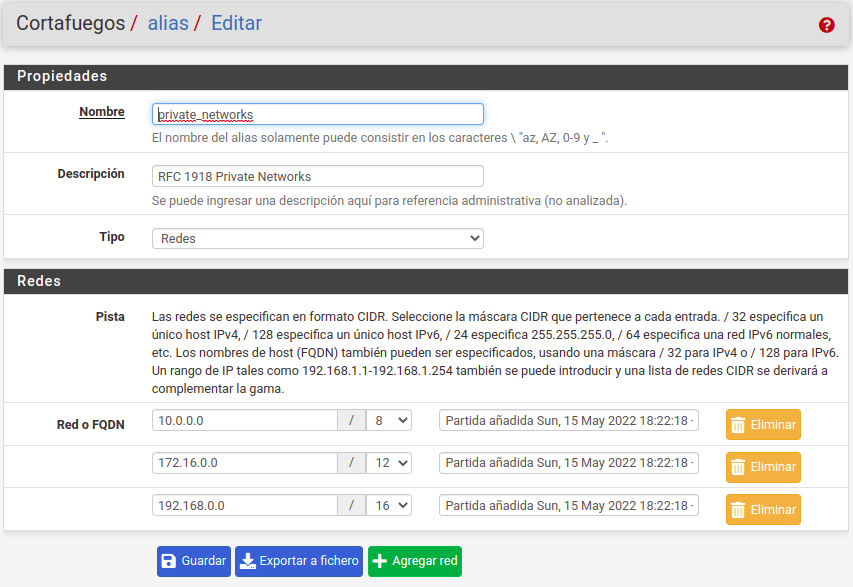 Cortafuegos / alias / Editar
?
Propiedades
Nombre
private_networks
El nombre del alias solamente puede consistir en los caracteres \ "az, AZ, 0-9 y _ ".
Descripción
RFC 1918 Private Networks
Se puede ingresar una descripción aquí para referencia administrativa (no analizada).
Tipo
Redes
Redes
Pista
Las redes se especifican en formato CIDR. Seleccione la máscara CIDR que pertenece a cada entrada. / 32 especifica un
único host IPv4, / 128 especifica un único host IPv6, / 24 especifica 255.255.255.0, / 64 especifica una red IPv6 normales,
etc. Los nombres de host (FQDN) también pueden ser especificados, usando una máscara / 32 para IPv4 o / 128 para IPv6.
Un rango de IP tales como 192.168.1.1-192.168.1.254 también se puede introducir y una lista de redes CIDR se derivará a
complementar la gama.
Red o FQDN
10.0.0.0 / 8 Partida añadida Sun, 15 May 2022 18:22:18 - Eliminar
172.16.0.0 / 12 Partida añadida Sun, 15 May 2022 18:22:18 - Eliminar
192.168.0.0 / 16 Partida añadida Sun, 15 May 2022 18:22:18 - Eliminar
Guardar Exportar a fichero Agregar red